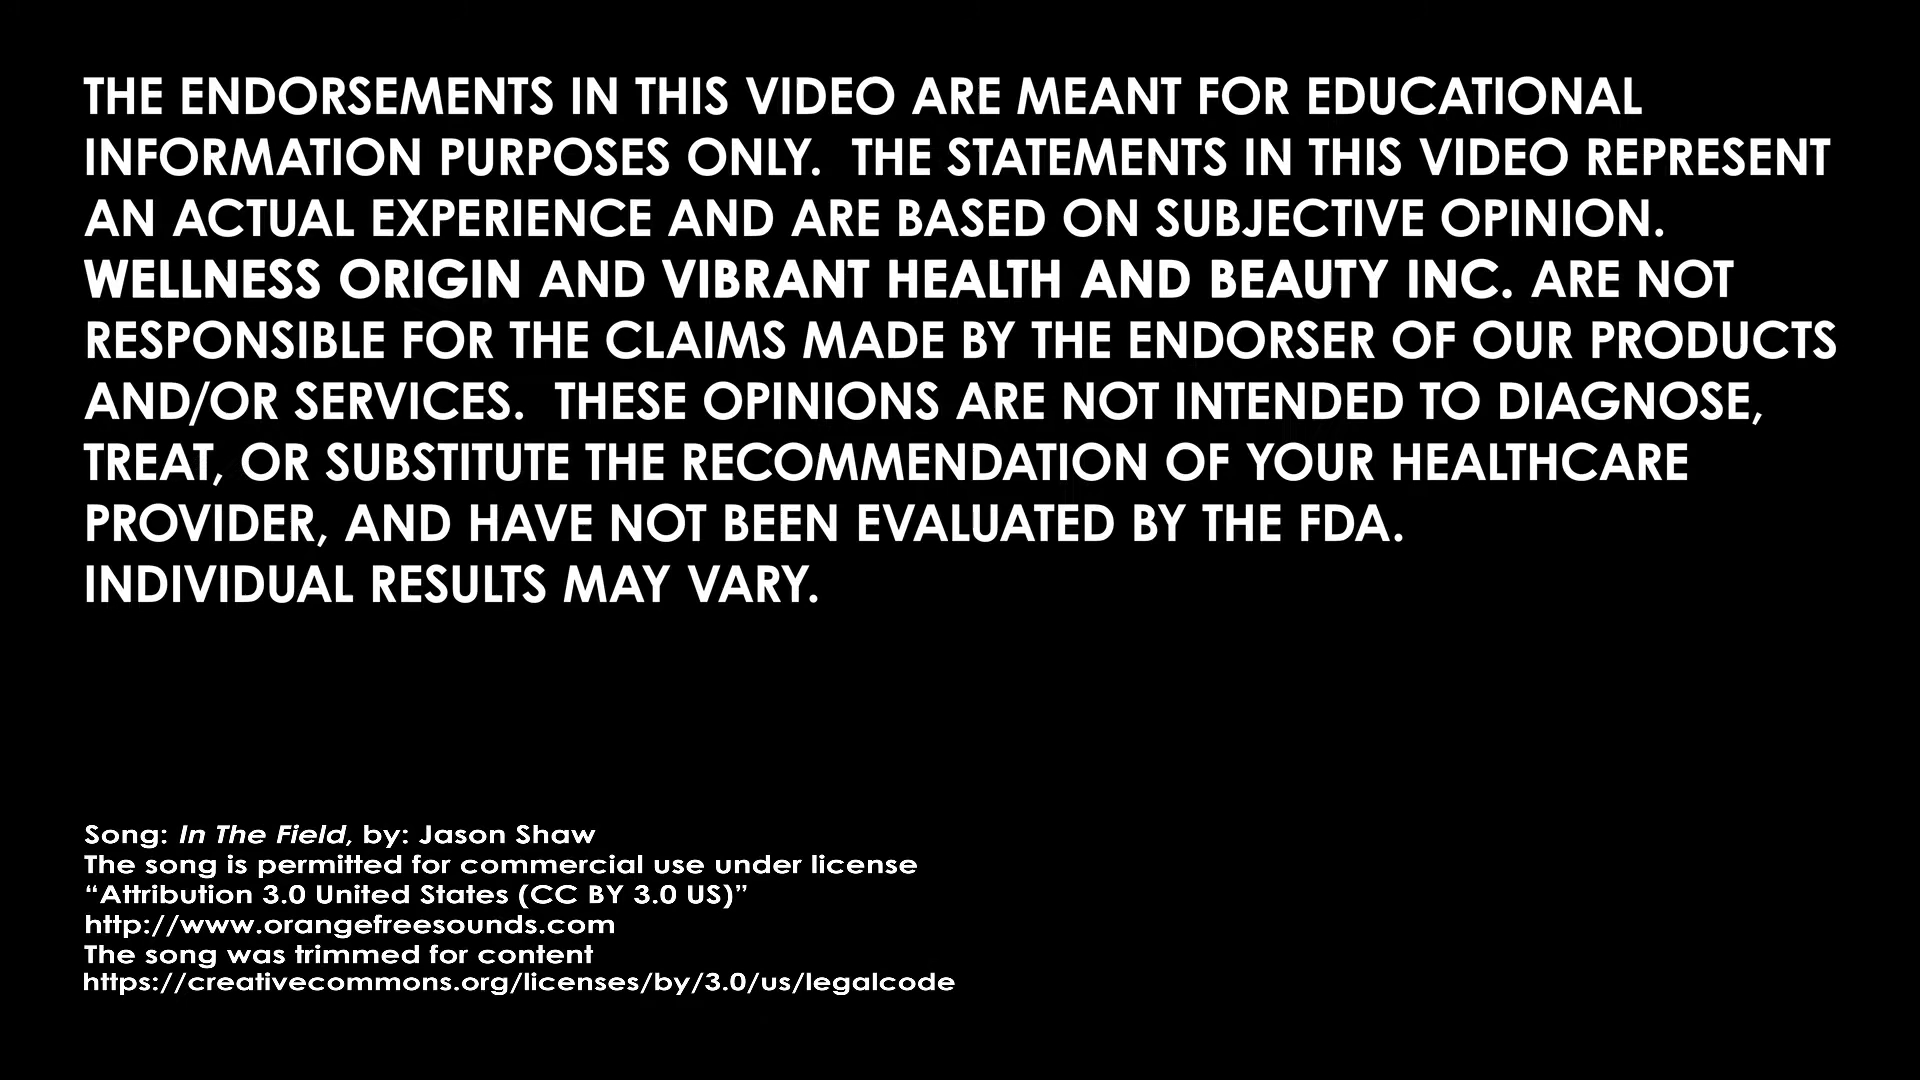 THE ENDORSEMENTS IN THIS VIDEO ARE MEANT FOR EDUCATIONAL
INFORMATION PURPOSES ONLY.  THE STATEMENTS IN THIS VIDEO REPRESENT
AN ACTUAL EXPERIENCE AND ARE BASED ON SUBJECTIVE OPINION.
WELLNESS ORIGIN AND VIBRANT HEALTH AND BEAUTY INC. ARE NOT
RESPONSIBLE FOR THE CLAIMS MADE BY THE ENDORSER OF OUR PRODUCTS
AND/OR SERVICES.  THESE OPINIONS ARE NOT INTENDED TO DIAGNOSE,
TREAT, OR SUBSTITUTE THE RECOMMENDATION OF YOUR HEALTHCARE
PROVIDER, AND HAVE NOT BEEN EVALUATED BY THE FDA.
INDIVIDUAL RESULTS MAY VARY.
Song: In The Field, by: Jason Shaw
The song is permitted for commercial use under license
“Attribution 3.0 United States (CC BY 3.0 US)”
http://www.orangefreesounds.com
The song was trimmed for content
https://creativecommons.org/licenses/by/3.0/us/legalcode